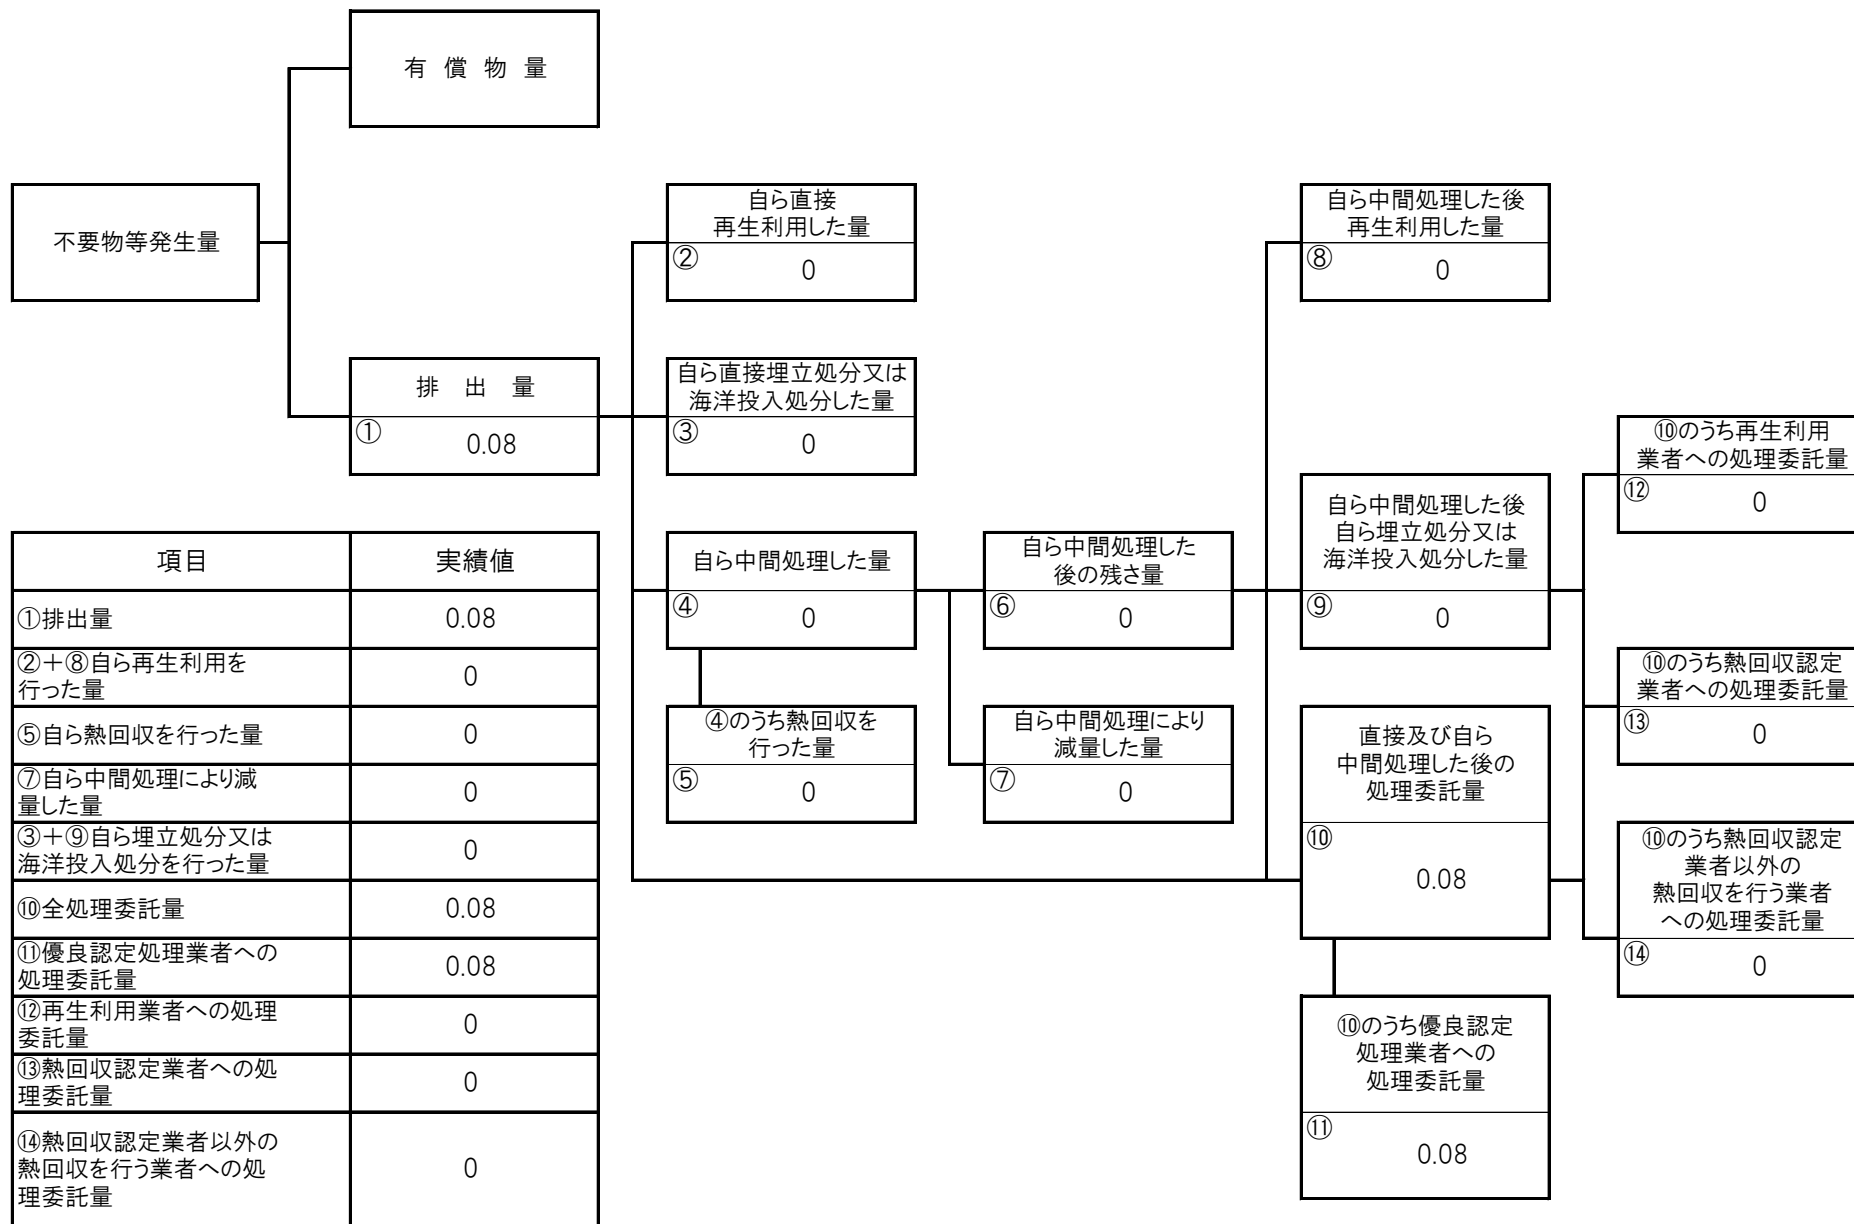 有 償 物 量
不要物等発生量
排 出 量
①
0.08
自ら直接
再生利用した量
②
0
自ら直接埋立処分又は
海洋投入処分した量
③
0
自ら中間処理した量
④
0
④のうち熱回収を
行った量
⑤
0
自ら中間処理した
後の残さ量
⑥
0
自ら中間処理により
減量した量
⑦
0
自ら中間処理した後
再生利用した量
⑧
0
自ら中間処理した後
自ら埋立処分又は
海洋投入処分した量
⑨
0
直接及び自ら
中間処理した後の
処理委託量
⑩
0.08
⑩のうち優良認定
処理業者への
処理委託量
⑪
0.08
⑩のうち再生利用
業者への処理委託量
⑫
0
⑩のうち熱回収認定
業者への処理委託量
⑬
0
⑩のうち熱回収認定
業者以外の
熱回収を行う業者
への処理委託量
⑭
0
項目 実績値
①排出量 0.08
②+⑧自ら再生利用を
行った量
0
⑤自ら熱回収を行った量 0
⑦自ら中間処理により減
量した量
0
③+⑨自ら埋立処分又は
海洋投入処分を行った量
0
⑩全処理委託量 0.08
⑪優良認定処理業者への
処理委託量
0.08
⑫再生利用業者への処理
委託量
0
⑬熱回収認定業者への処
理委託量
0
⑭熱回収認定業者以外の
熱回収を行う業者への処
理委託量
0